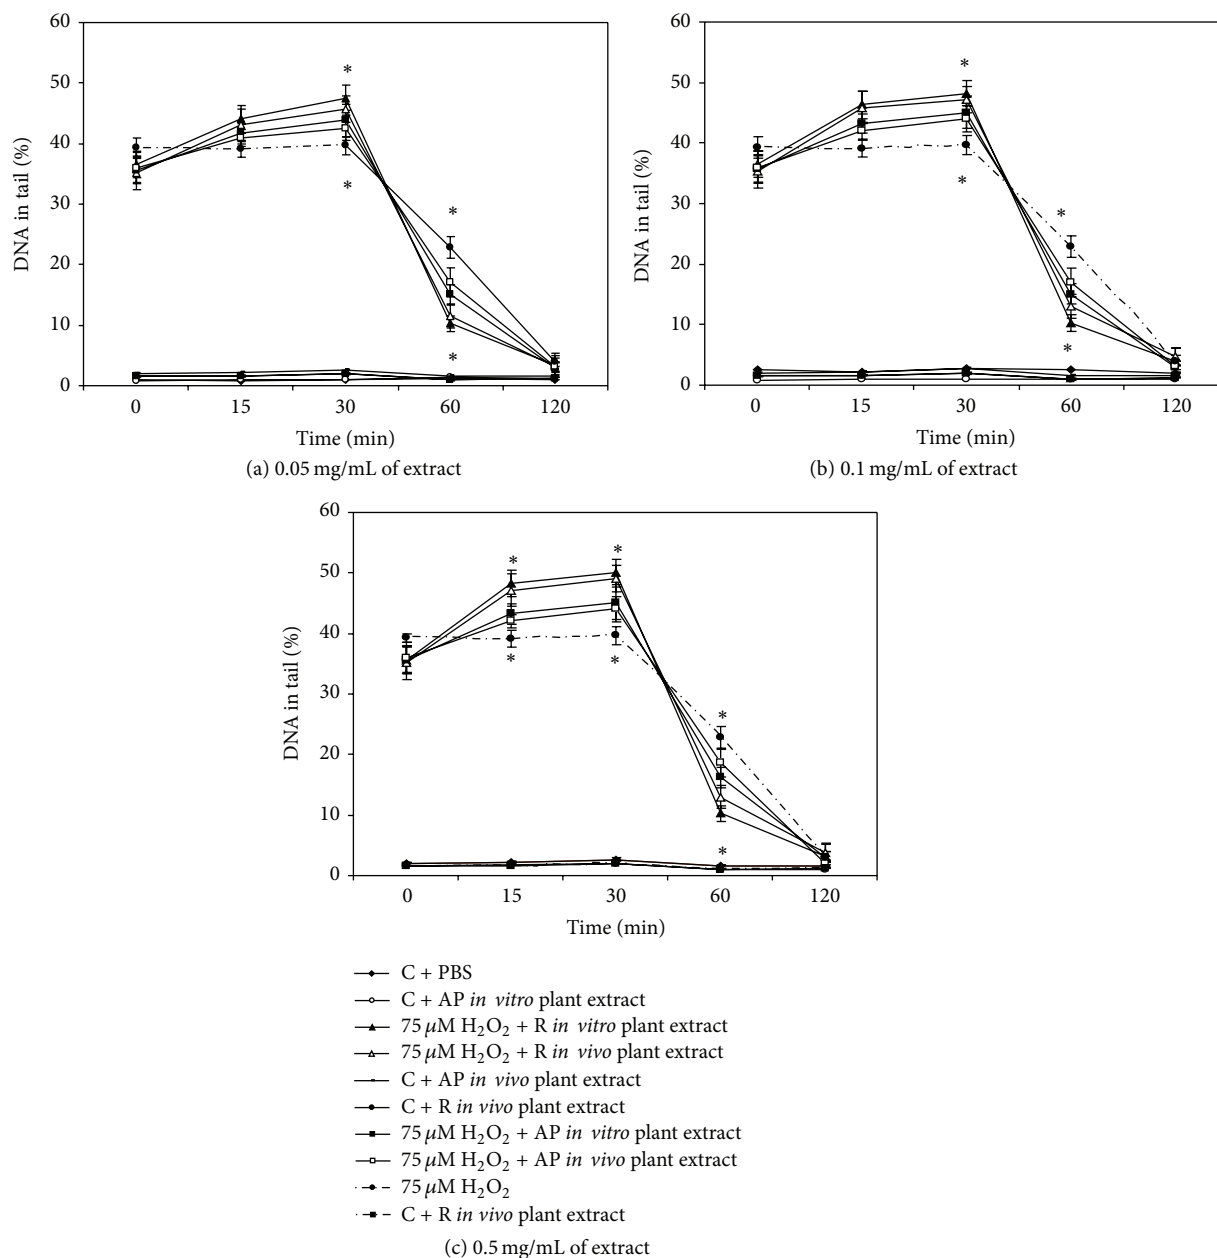 60
50
40
30
20
10
0
DNA in tail (%)
*
*
*
*
0 15 30 60 120
Time (min)
(a) 0.05 mg/mL of extract
60
50
40
30
20
10
0
DNA in tail (%)
*
*
*
*
0 15 30 60 120
Time (min)
(b) 0.1 mg/mL of extract
60
50
40
30
20
10
0
DNA in tail (%)
* *
* *
*
*
0 15 30 60 120
Time (min)
C + PBS
C + AP in vitro plant extract
75 μM H₂O₂ + R in vitro plant extract
75 μM H₂O₂ + R in vivo plant extract
C + AP in vivo plant extract
C + R in vivo plant extract
75 μM H₂O₂ + AP in vitro plant extract
75 μM H₂O₂ + AP in vivo plant extract
75 μM H₂O₂
C + R in vivo plant extract
(c) 0.5 mg/mL of extract